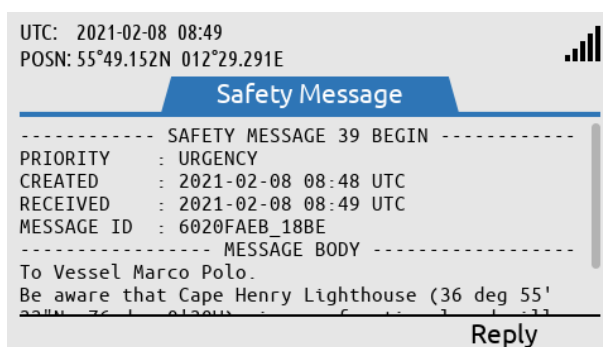 UTC: 2021-02-08 08:49
POSN: 55°49.152N 012°29.291E
Safety Message
------------ SAFETY MESSAGE 39 BEGIN ------------
PRIORITY : URGENCY
CREATED : 2021-02-08 08:48 UTC
RECEIVED : 2021-02-08 08:49 UTC
MESSAGE ID : 6020FAEB_18BE
----------------- MESSAGE BODY ------------------
To Vessel Marco Polo.
Be aware that Cape Henry Lighthouse (36 deg 55'
Reply